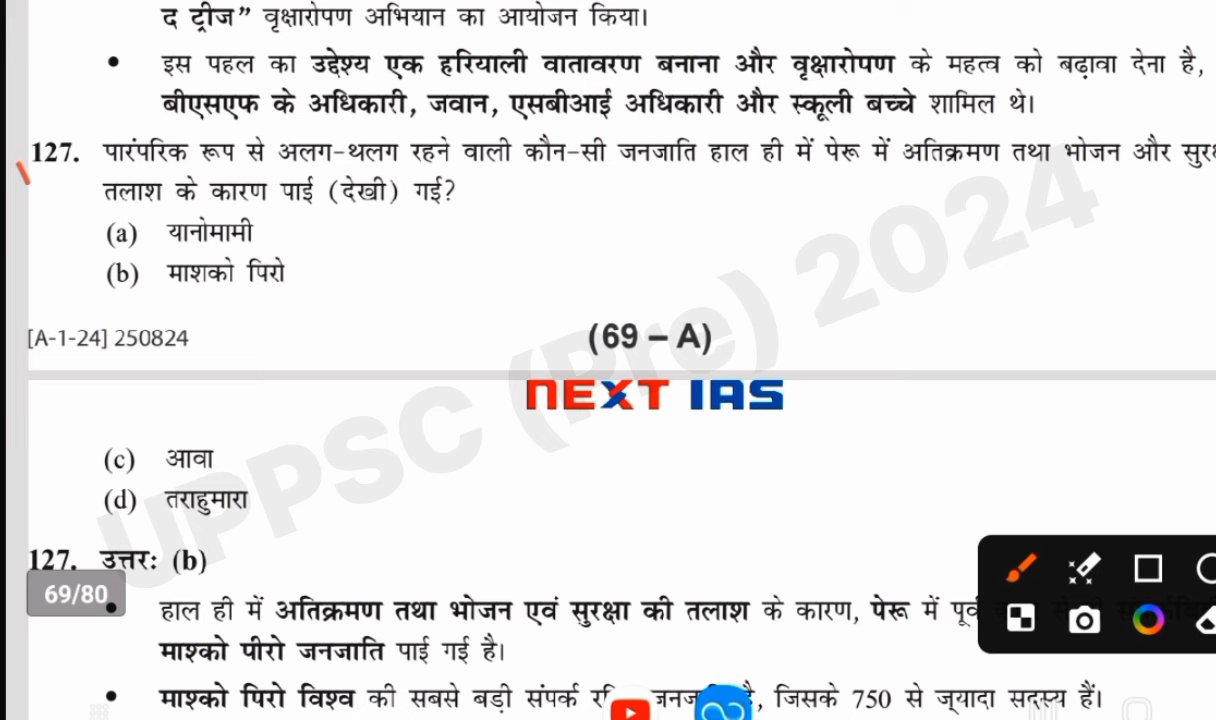 द ट्रीज” वृक्षारोपण अभियान का आयोजन किया।
• इस पहल का उद्देश्य एक हरियाली वातावरण बनाना और वृक्षारोपण के महत्व को बढ़ावा देना है,
बीएसएफ के अधिकारी, जवान, एसबीआई अधिकारी और स्कूली बच्चे शामिल थे।
127. पारंपरिक रूप से अलग-थलग रहने वाली कौन-सी जनजाति हाल ही में पेरू में अतिक्रमण तथा भोजन और
तलाश के कारण पाई (देखी) गई?
(a) यानोमामी
(b) माशको पिरो
[A-1-24] 250824
(69 – A)
NEXT IAS
UPPSC (Pre) 2024
(c) आवा
(d) तराहुमारा
127. उत्तरः (b)
69/80
• हाल ही में अतिक्रमण तथा भोजन एवं सुरक्षा की तलाश के कारण, पेरू में पूर्व
माश्को पीरो जनजाति पाई गई है।
• माश्को पिरो विश्व की सबसे बड़ी संपर्क है, जिसके 750 से ज्यादा सदस्य हैं।